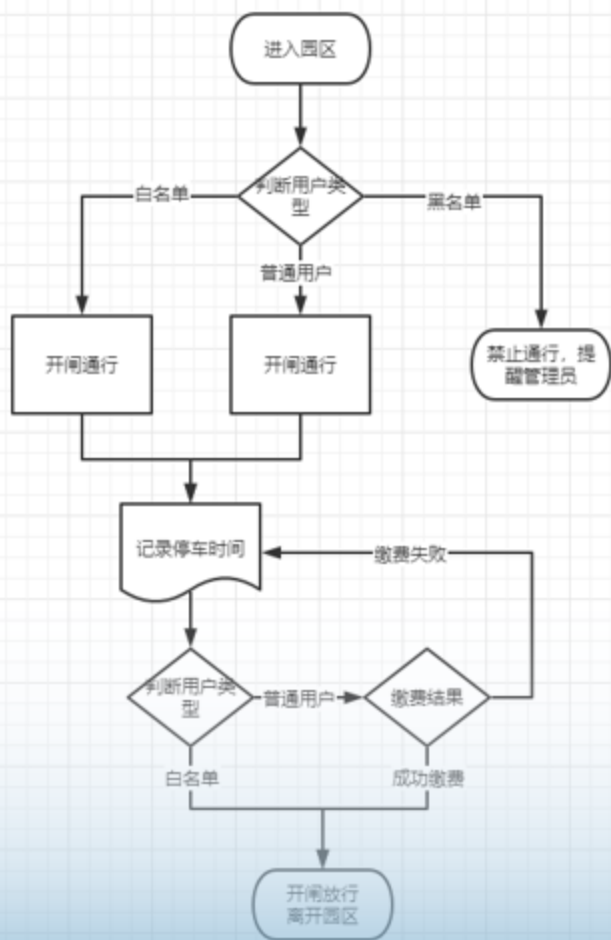 进入园区
判断用户类
型
白名单
黑名单
普通用户
开闸通行
开闸通行
禁止通行，提
醒管理员
记录停车时间
缴费失败
判断用户类
型
普通用户
缴费结果
白名单
成功缴费
开闸放行
离开园区